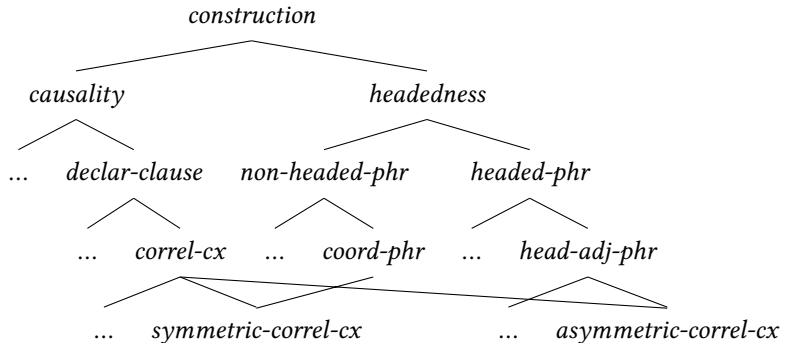 construction
causality headedness
... declar-clause non-headed-phr headed-phr
... correl-cx ... coord-phr ... head-adj-phr
... symmetric-correl-cx ... asymmetric-correl-cx